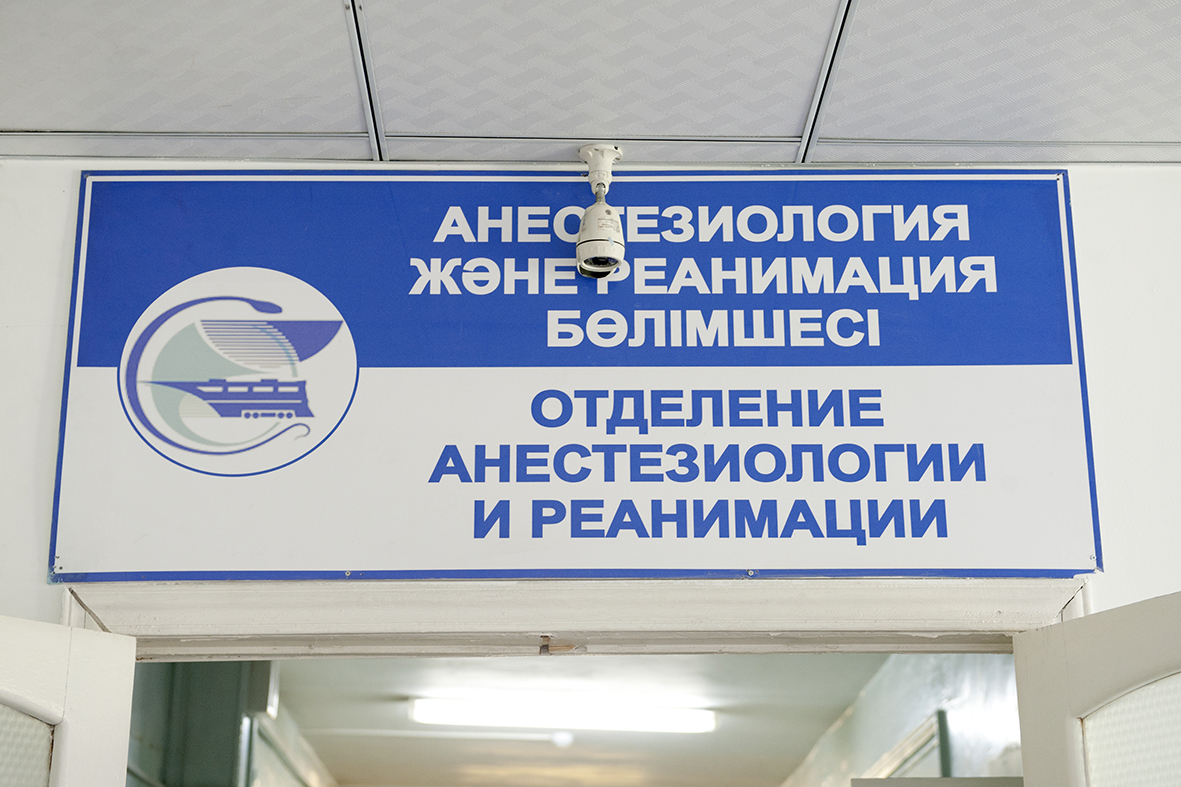 АНЕСТЕЗИОЛОГИЯ
ЖӘНЕ РЕАНИМАЦИЯ
БӨЛІМШЕСІ
ОТДЕЛЕНИЕ
АНЕСТЕЗИОЛОГИИ
И РЕАНИМАЦИИ